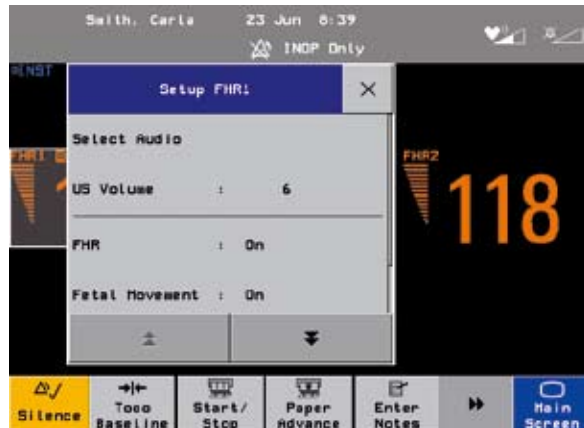 Smith, Carla 23 Jun 8:39
INOP Only
NST
Setup FHR1
Select Audio
US Volume : 6
FHR : On
Fetal Movement : On
FHR1
FHR2
118
Silence
Toco Baseline
Start/ Stop
Paper Advance
Enter Notes
Main Screen